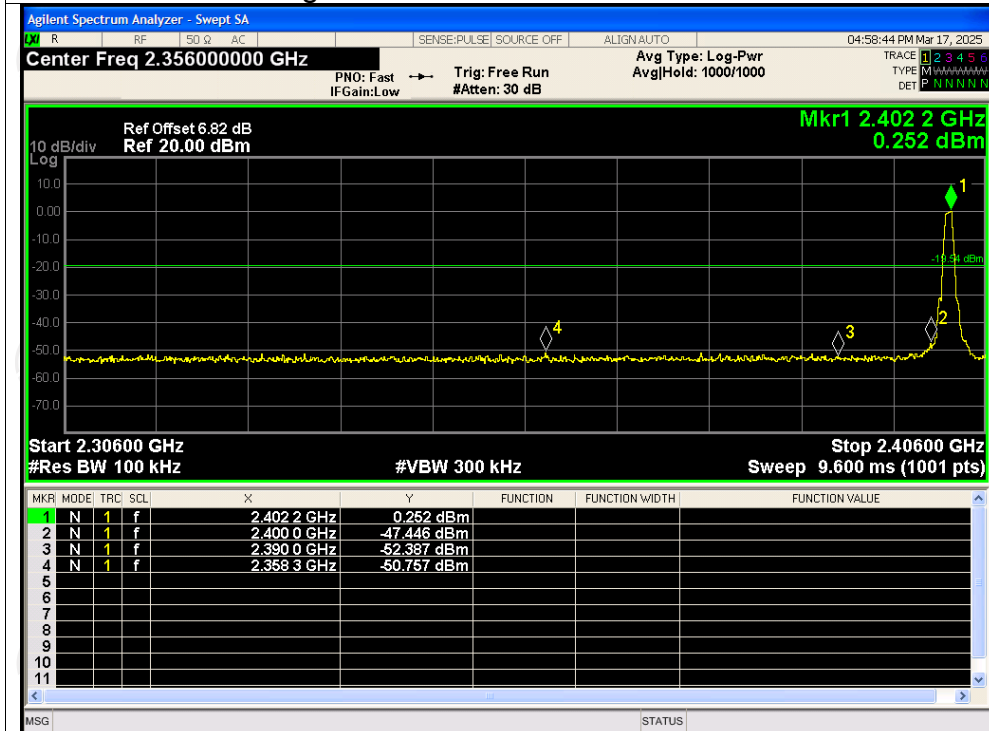 Agilent Spectrum Analyzer - Swept SA
LXI R RF 50 Ω AC SENSE:PULSE SOURCE OFF ALIGN AUTO 04:58:44 PM Mar 17, 2025
Center Freq 2.356000000 GHz
PNO: Fast Trig: Free Run Avg Type: Log-Pwr TRACE 1 2 3 4 5 6
IFGain:Low #Atten: 30 dB Avg|Hold: 1000/1000 TYPE M
DET P N N N N N
Mkr1 2.402 2 GHz
0.252 dBm
Ref Offset 6.82 dB
10 dB/div Ref 20.00 dBm
Log
10.0
0.00
-10.0
-20.0
-30.0
-40.0
-50.0
-60.0
-70.0
1
-19.54 dBm
2
3
4
Start 2.30600 GHz Stop 2.40600 GHz
#Res BW 100 kHz #VBW 300 kHz Sweep 9.600 ms (1001 pts)
MKR MODE TRC SCL X Y FUNCTION FUNCTION WIDTH FUNCTION VALUE
1 N 1 f 2.402 2 GHz 0.252 dBm
2 N 1 f 2.400 0 GHz -47.446 dBm
3 N 1 f 2.390 0 GHz -52.387 dBm
4 N 1 f 2.358 3 GHz -50.757 dBm
5
6
7
8
9
10
11
MSG STATUS